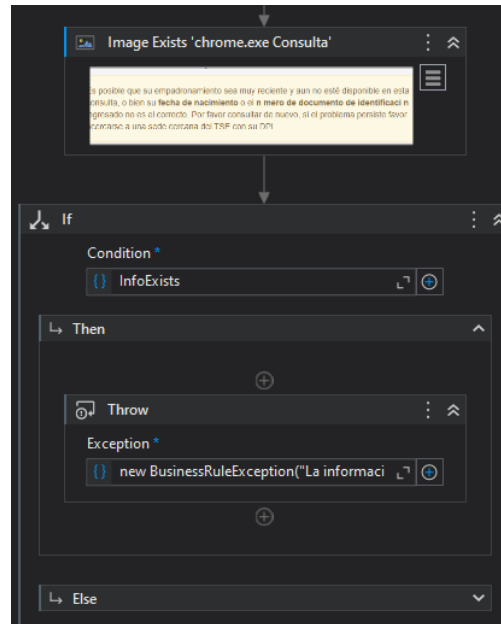 Image Exists 'chrome.exe Consulta'
s posible que su empadronamiento sea muy reciente y aun no esté disponible en esta
onsulta, o bien su fecha de nacimiento o el n mero de documento de identificaci n
ngresado no es el correcto. Por favor consultar de nuevo, si el problema persiste favor
cercarse a una sede cercana del TSE con su DPI
If
Condition *
{} InfoExists
Then
Throw
Exception *
{} new BusinessRuleException("La informaci
Else